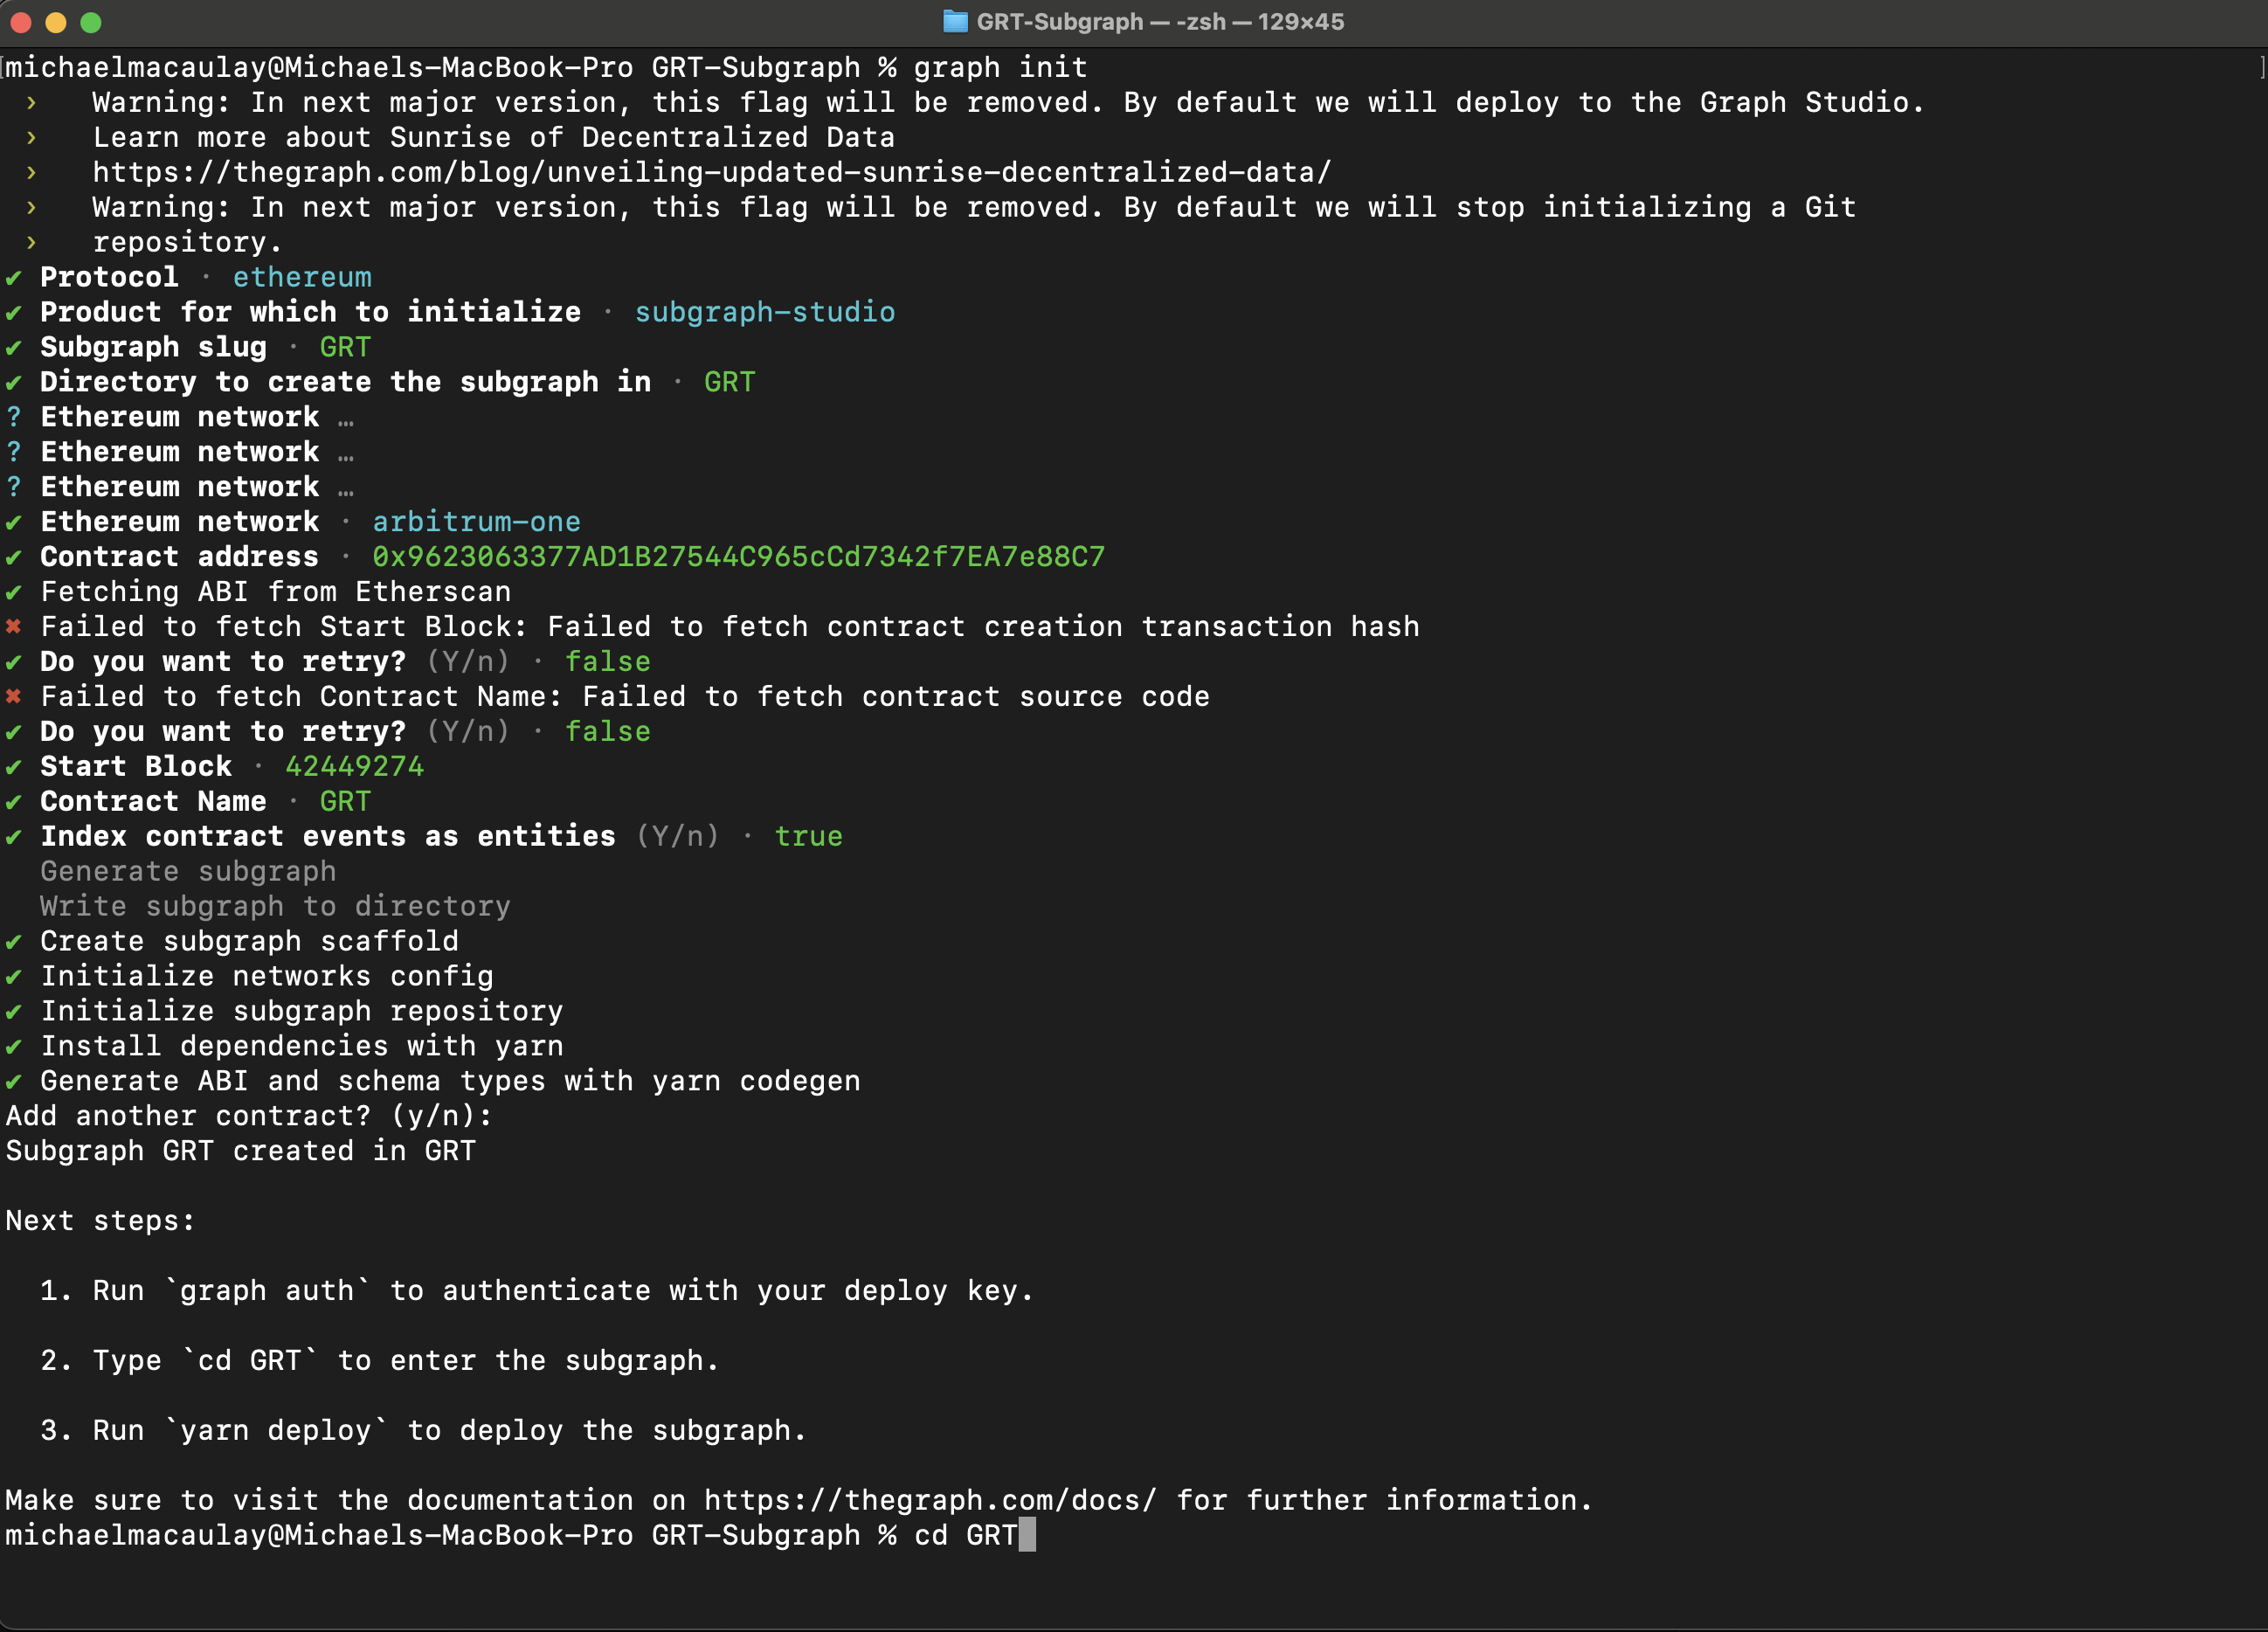 GRT-Subgraph — -zsh — 129×45
michaelmacaulay@Michaels-MacBook-Pro GRT-Subgraph % graph init
› Warning: In next major version, this flag will be removed. By default we will deploy to the Graph Studio.
› Learn more about Sunrise of Decentralized Data
› https://thegraph.com/blog/unveiling-updated-sunrise-decentralized-data/
› Warning: In next major version, this flag will be removed. By default we will stop initializing a Git
› repository.
✔ Protocol · ethereum
✔ Product for which to initialize · subgraph-studio
✔ Subgraph slug · GRT
✔ Directory to create the subgraph in · GRT
? Ethereum network …
? Ethereum network …
? Ethereum network …
✔ Ethereum network · arbitrum-one
✔ Contract address · 0x9623063377AD1B27544C965cCd7342f7EA7e88C7
✔ Fetching ABI from Etherscan
✖ Failed to fetch Start Block: Failed to fetch contract creation transaction hash
✔ Do you want to retry? (Y/n) · false
✖ Failed to fetch Contract Name: Failed to fetch contract source code
✔ Do you want to retry? (Y/n) · false
✔ Start Block · 42449274
✔ Contract Name · GRT
✔ Index contract events as entities (Y/n) · true
Generate subgraph
Write subgraph to directory
✔ Create subgraph scaffold
✔ Initialize networks config
✔ Initialize subgraph repository
✔ Install dependencies with yarn
✔ Generate ABI and schema types with yarn codegen
Add another contract? (y/n):
Subgraph GRT created in GRT
Next steps:
1. Run `graph auth` to authenticate with your deploy key.
2. Type `cd GRT` to enter the subgraph.
3. Run `yarn deploy` to deploy the subgraph.
Make sure to visit the documentation on https://thegraph.com/docs/ for further information.
michaelmacaulay@Michaels-MacBook-Pro GRT-Subgraph % cd GRT